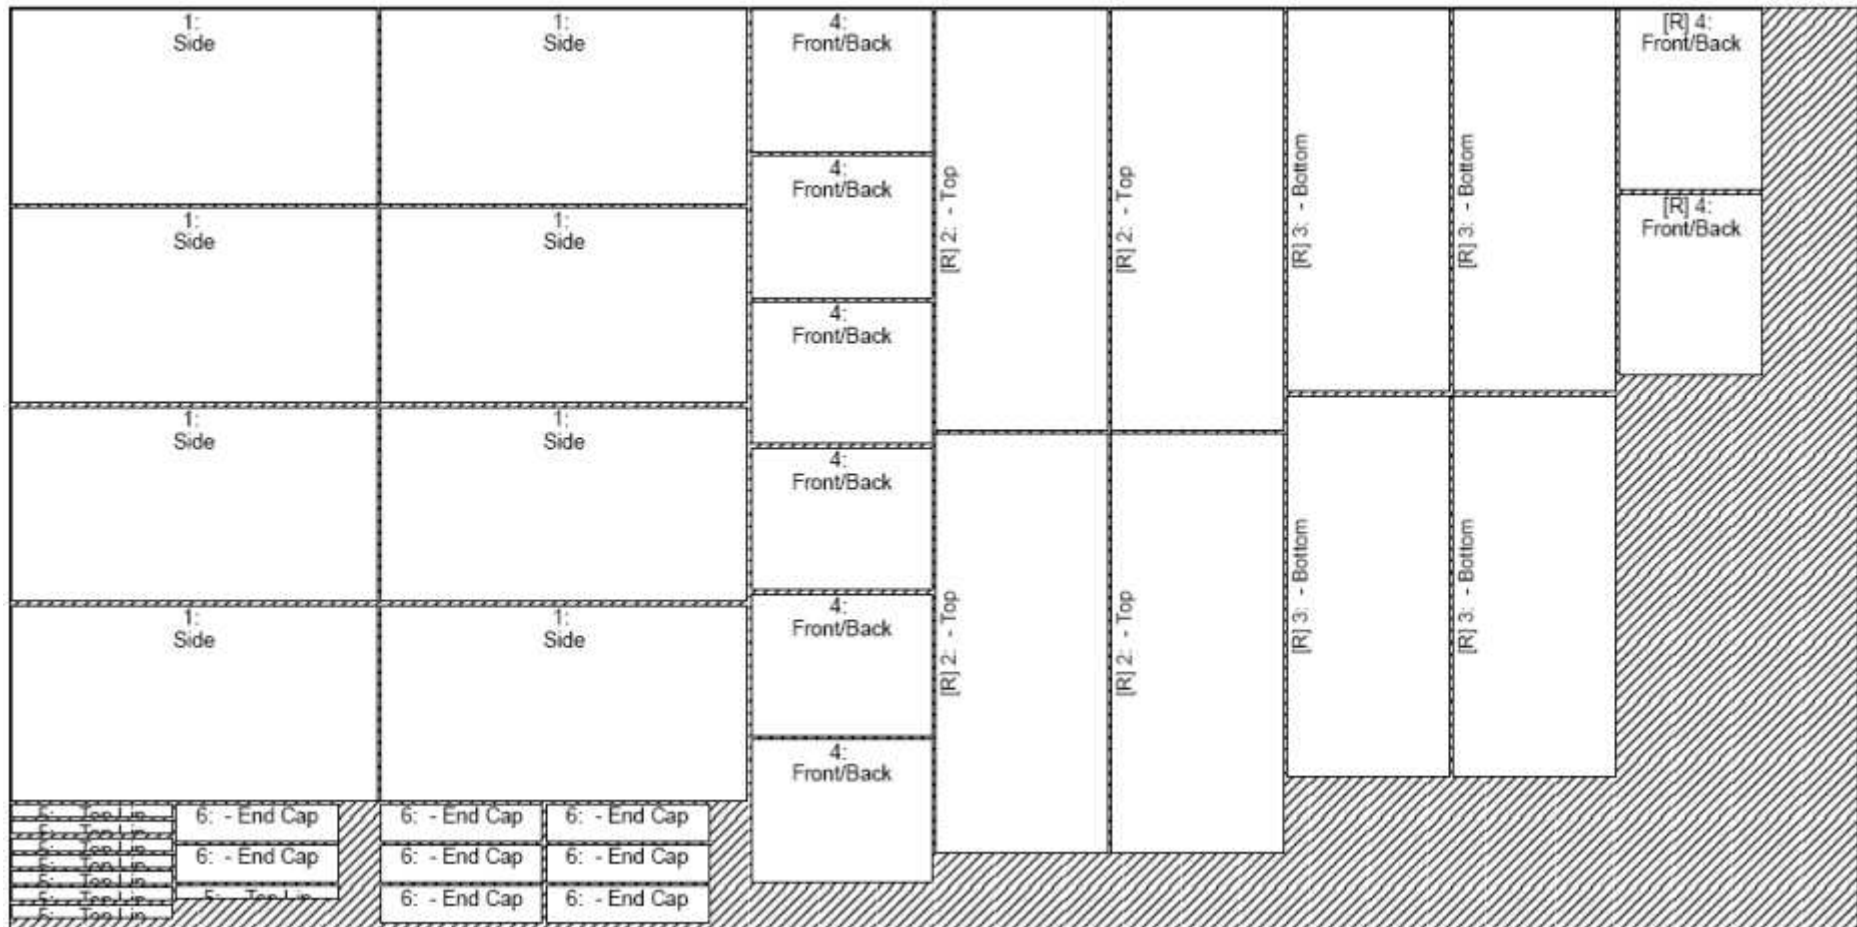 1:
Side
1:
Side
4:
Front/Back
[R] 2: - Top
[R] 2: - Top
[R] 3: - Bottom
[R] 3: - Bottom
[R] 4:
Front/Back
4:
Front/Back
[R] 4:
Front/Back
1:
Side
1:
Side
4:
Front/Back
1:
Side
1:
Side
4:
Front/Back
[R] 2: - Top
[R] 2: - Top
[R] 3: - Bottom
[R] 3: - Bottom
1:
Side
1:
Side
4:
Front/Back
4:
Front/Back
6: - End Cap
6: - End Cap
6: - End Cap
6: - End Cap
6: - End Cap
6: - End Cap
6: - End Cap
6: - End Cap